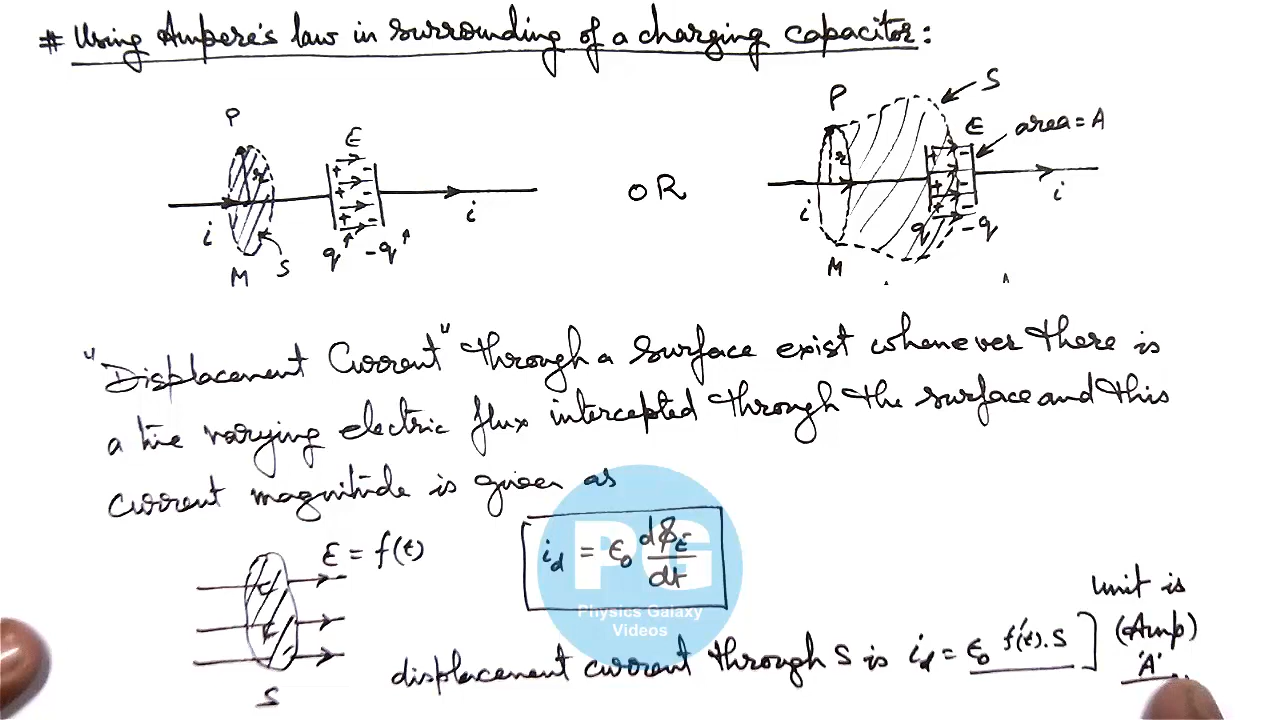 # Using Ampere's law in surrounding of a charging capacitor:
P
r
E
+ -
+ -
+ -
+ -
i
i
q↑ -q↑
M
S
OR
P
S
E
area = A
r
+ -
+ -
+ -
+ -
i
i
q -q
M
"Displacement Current" through a surface exist whenever there is
a time varying electric flux intercepted through the surface and this
current magnitude is given as
E = f(t)
i_d = ϵ₀ dϕ_E/dt
PG
Physics Galaxy
Videos
S
displacement current through S is i_d = ϵ₀ f'(t).S
Unit is
(Amp)
'A'